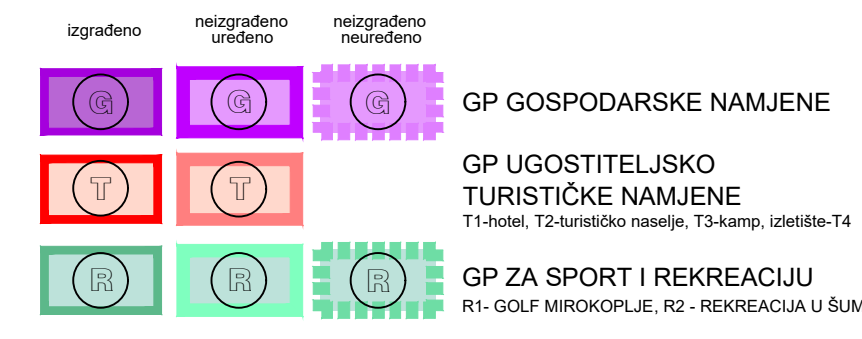 izgrađeno
neizgrađeno
uređeno
neizgrađeno
neuređeno
G G G GP GOSPODARSKE NAMJENE
T T GP UGOSTITELJSKO
TURISTIČKE NAMJENE
T1-hotel, T2-turističko naselje, T3-kamp, izletište-T4
R R R GP ZA SPORT I REKREACIJU
R1- GOLF MIROKOPLJE, R2 - REKREACIJA U ŠUM